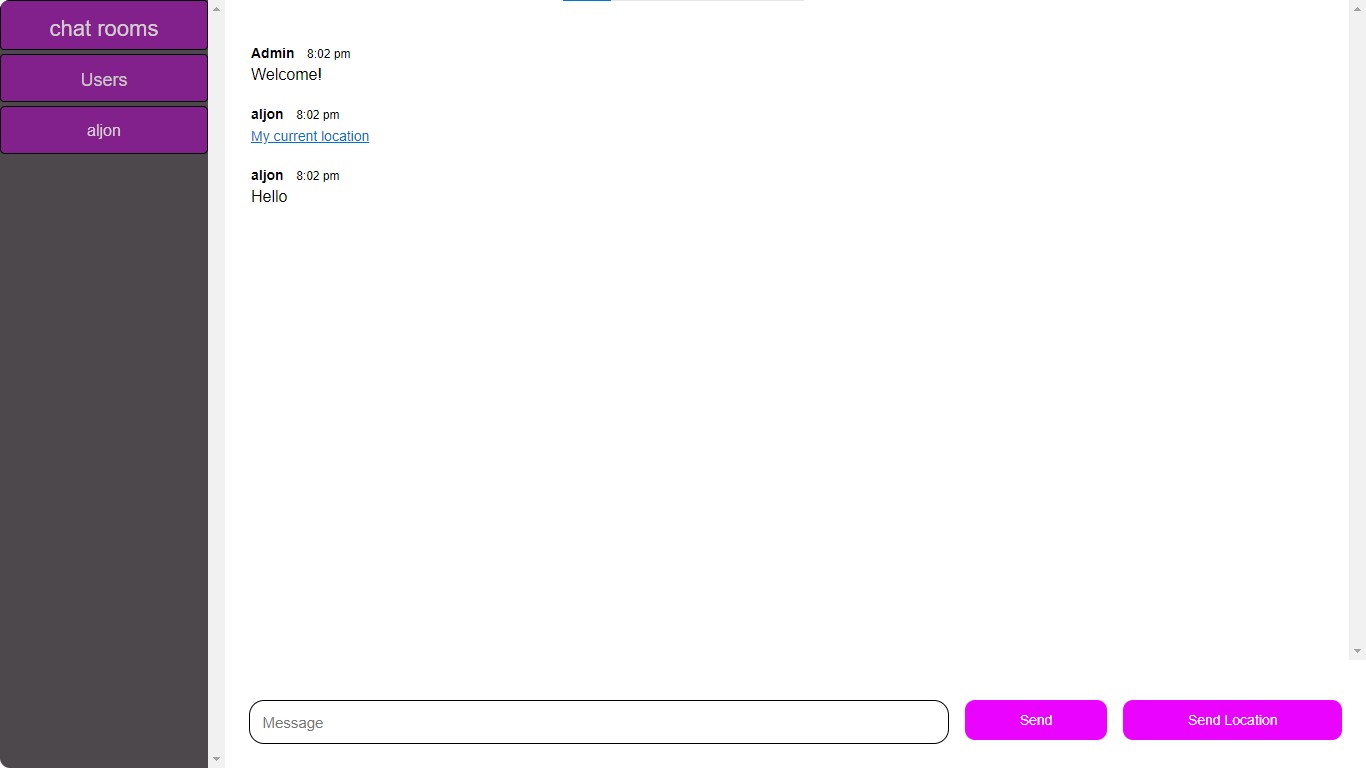 chat rooms
Users
aljon
Admin 8:02 pm
Welcome!
aljon 8:02 pm
My current location
aljon 8:02 pm
Hello
Message
Send
Send Location